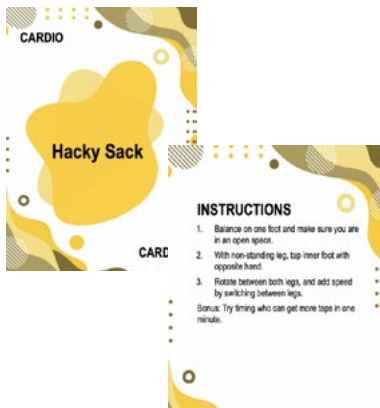 CARDIO
Hacky Sack
CARD
INSTRUCTIONS
1. Balance on one foot and make sure you are
in an open space.
2. With non-standing leg, tap inner foot with
opposite hand.
3. Rotate between both legs, and add speed
by switching between legs.
Bonus: Try timing who can get more taps in one
minute.